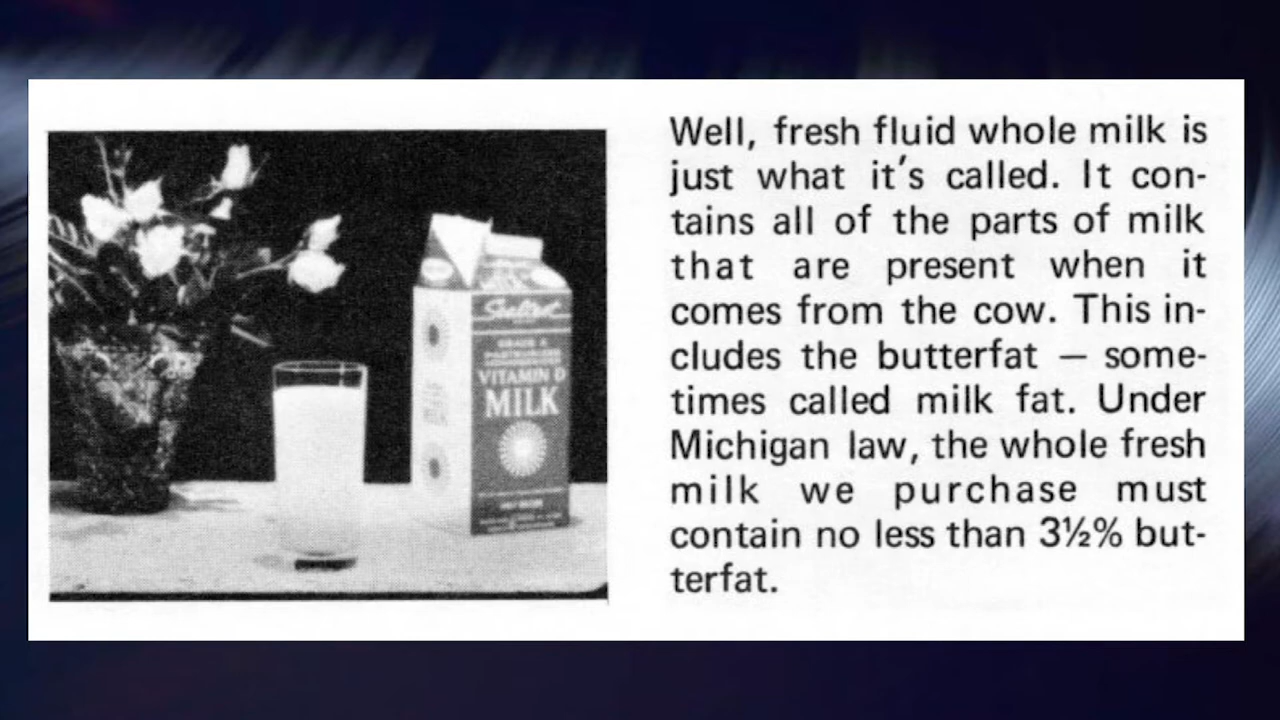 Sealtest
GRADE A
PASTEURIZED
VITAMIN D
MILK
Well, fresh fluid whole milk is
just what it's called. It con-
tains all of the parts of milk
that are present when it
comes from the cow. This in-
cludes the butterfat — some-
times called milk fat. Under
Michigan law, the whole fresh
milk we purchase must
contain no less than 3½% but-
terfat.